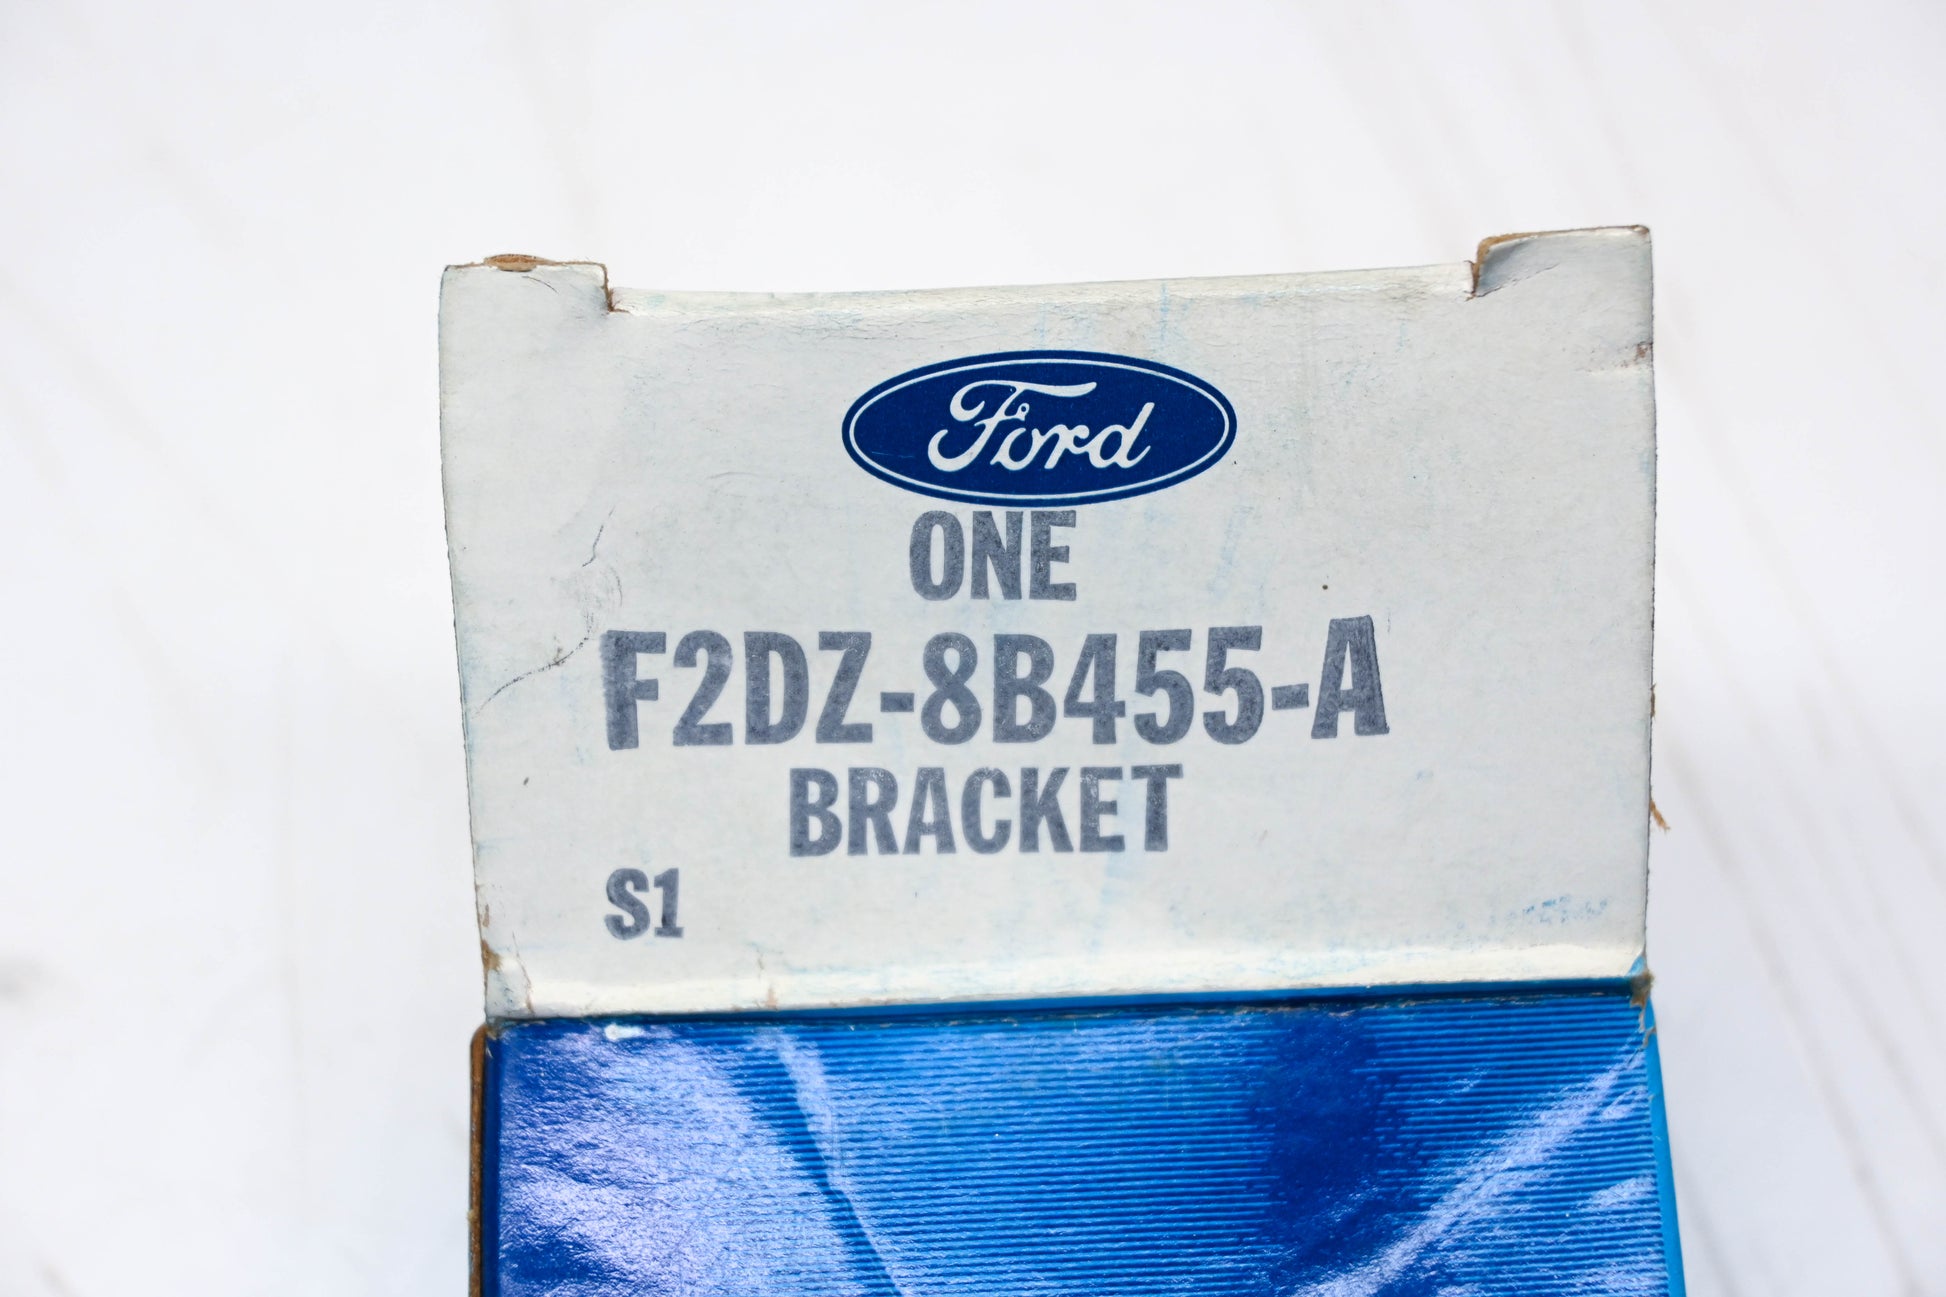 Ford
ONE
F2DZ-8B455-A
BRACKET
S1